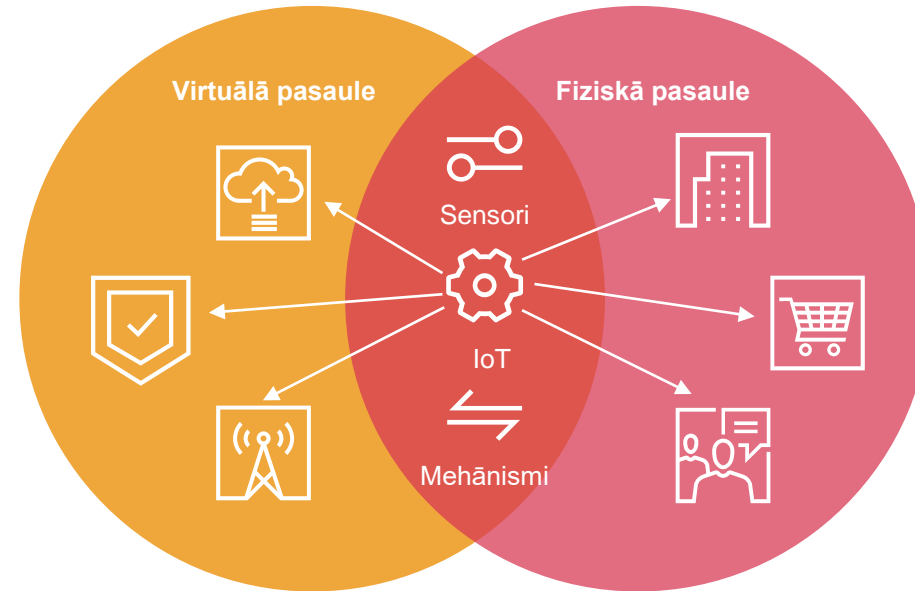 Virtuālā pasaule
Fiziskā pasaule
Sensori
IoT
Mehānismi